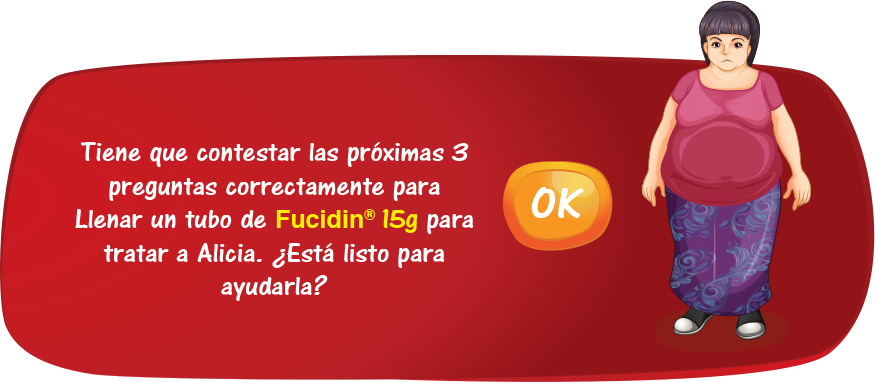 Tiene que contestar las próximas 3
preguntas correctamente para
Llenar un tubo de Fucidin® 15g para
tratar a Alicia. ¿Está listo para
ayudarla?
OK